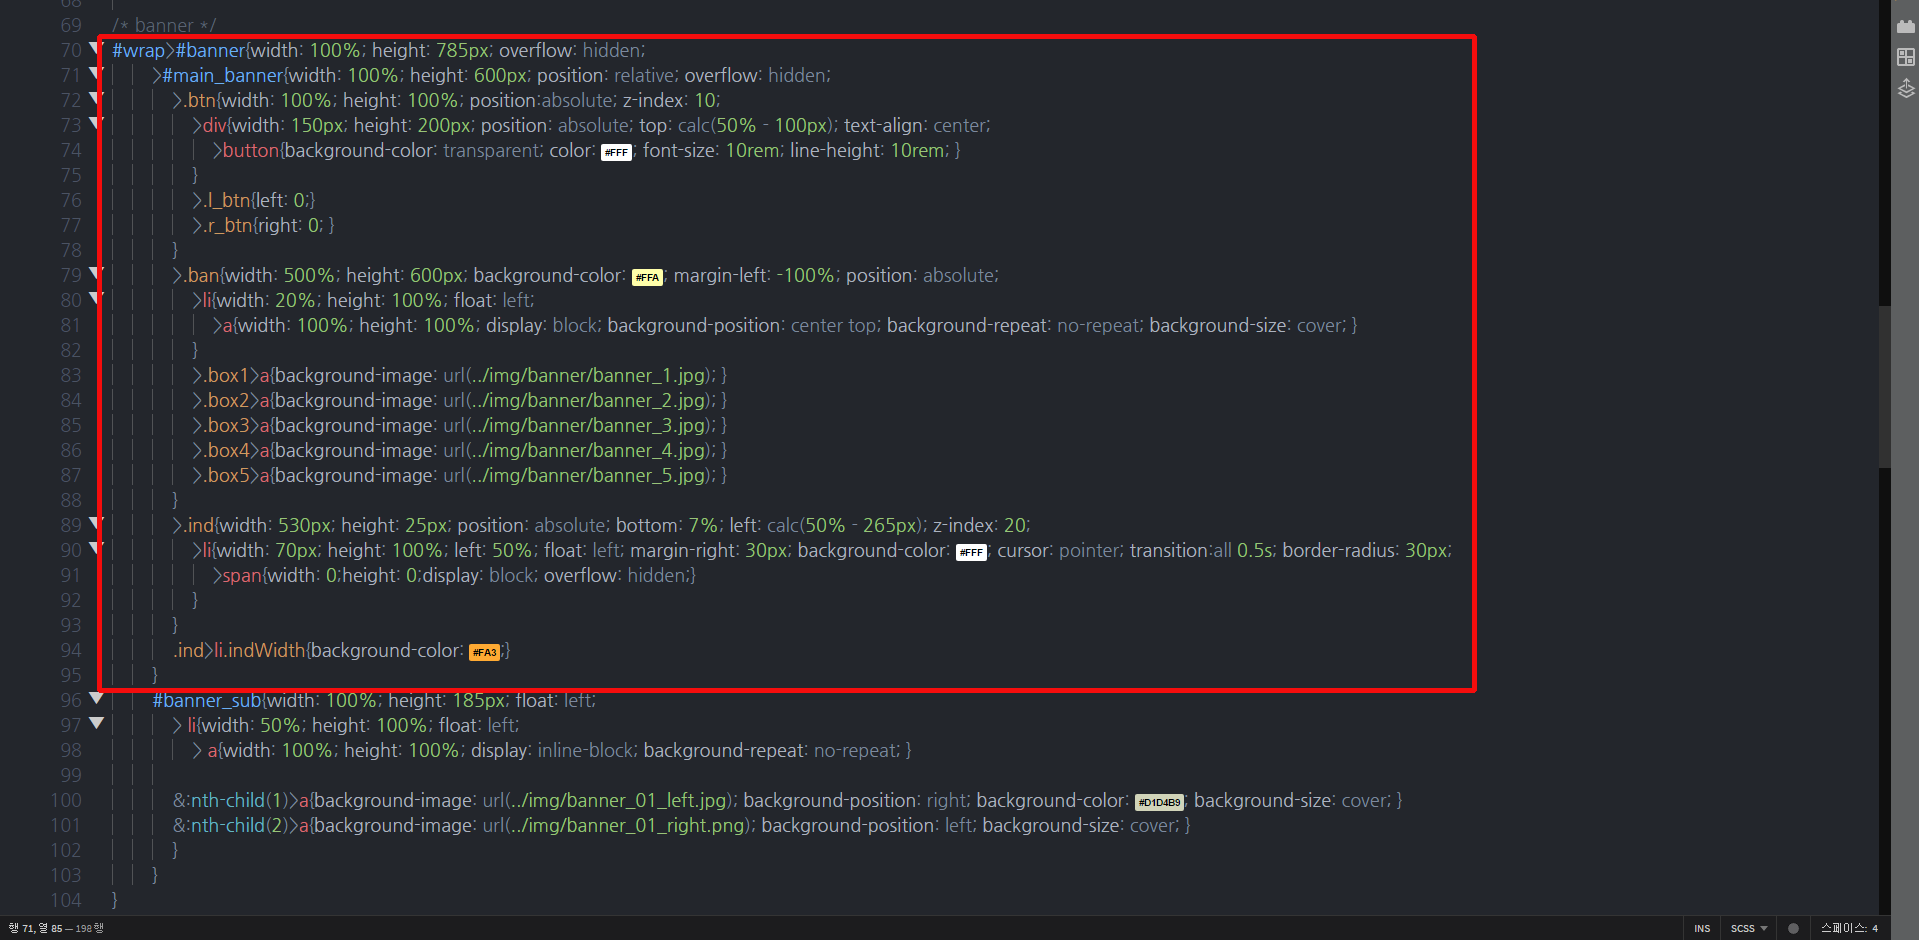 68
69 /* banner */
70 #wrap>#banner{width: 100%; height: 785px; overflow: hidden;
71 >#main_banner{width: 100%; height: 600px; position: relative; overflow: hidden;
72 >.btn{width: 100%; height: 100%; position:absolute; z-index: 10;
73 >div{width: 150px; height: 200px; position: absolute; top: calc(50% - 100px); text-align: center;
74 >button{background-color: transparent; color: #FFF; font-size: 10rem; line-height: 10rem; }
75 }
76 >.l_btn{left: 0;}
77 >.r_btn{right: 0; }
78 }
79 >.ban{width: 500%; height: 600px; background-color: #FFA; margin-left: -100%; position: absolute;
80 >li{width: 20%; height: 100%; float: left;
81 >a{width: 100%; height: 100%; display: block; background-position: center top; background-repeat: no-repeat; background-size: cover; }
82 }
83 >.box1>a{background-image: url(../img/banner/banner_1.jpg); }
84 >.box2>a{background-image: url(../img/banner/banner_2.jpg); }
85 >.box3>a{background-image: url(../img/banner/banner_3.jpg); }
86 >.box4>a{background-image: url(../img/banner/banner_4.jpg); }
87 >.box5>a{background-image: url(../img/banner/banner_5.jpg); }
88 }
89 >.ind{width: 530px; height: 25px; position: absolute; bottom: 7%; left: calc(50% - 265px); z-index: 20;
90 >li{width: 70px; height: 100%; left: 50%; float: left; margin-right: 30px; background-color: #FFF; cursor: pointer; transition:all 0.5s; border-radius: 30px;
91 >span{width: 0;height: 0;display: block; overflow: hidden;}
92 }
93 }
94 .ind>li.indWidth{background-color: #FA3;}
95 }
96 #banner_sub{width: 100%; height: 185px; float: left;
97 > li{width: 50%; height: 100%; float: left;
98 > a{width: 100%; height: 100%; display: inline-block; background-repeat: no-repeat; }
99
100 &:nth-child(1)>a{background-image: url(../img/banner_01_left.jpg); background-position: right; background-color: #D1D4B9; background-size: cover; }
101 &:nth-child(2)>a{background-image: url(../img/banner_01_right.png); background-position: left; background-size: cover; }
102 }
103 }
104 }
행 71, 열 85 — 198 행 INS SCSS 스페이스: 4